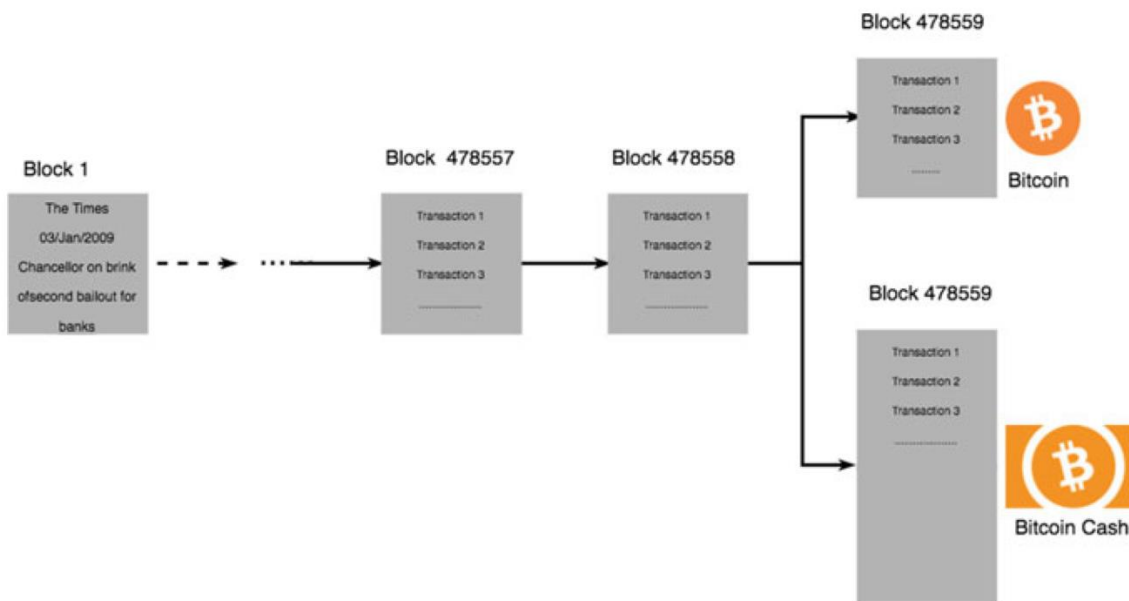 Block 1
The Times
03/Jan/2009
Chancellor on brink
ofsecond bailout for
banks
Block 478557
Transaction 1
Transaction 2
Transaction 3
...................
Block 478558
Transaction 1
Transaction 2
Transaction 3
...................
Block 478559
Transaction 1
Transaction 2
Transaction 3
........
Bitcoin
Block 478559
Transaction 1
Transaction 2
Transaction 3
...................
Bitcoin Cash